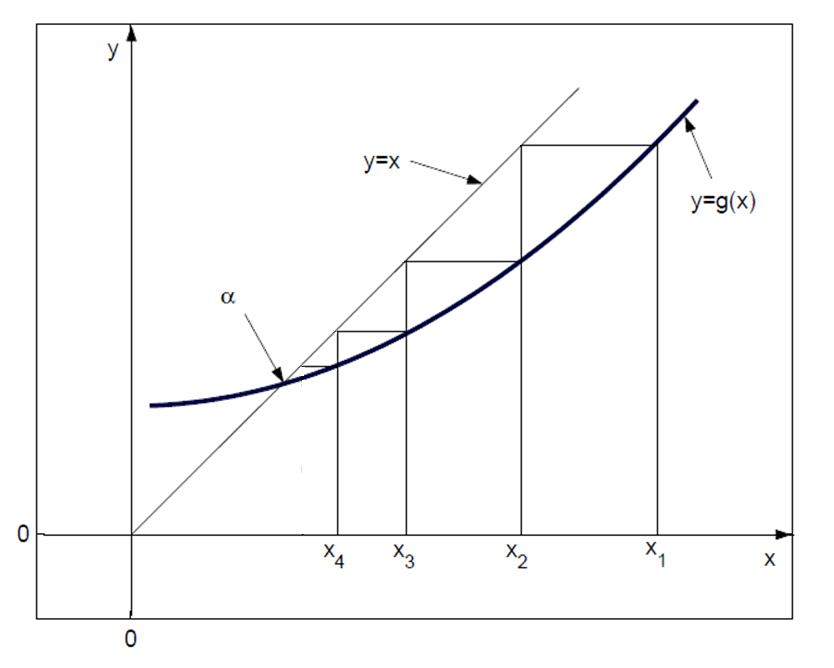 y
y=x
y=g(x)
α
0
x₄
x₃
x₂
x₁
x
0